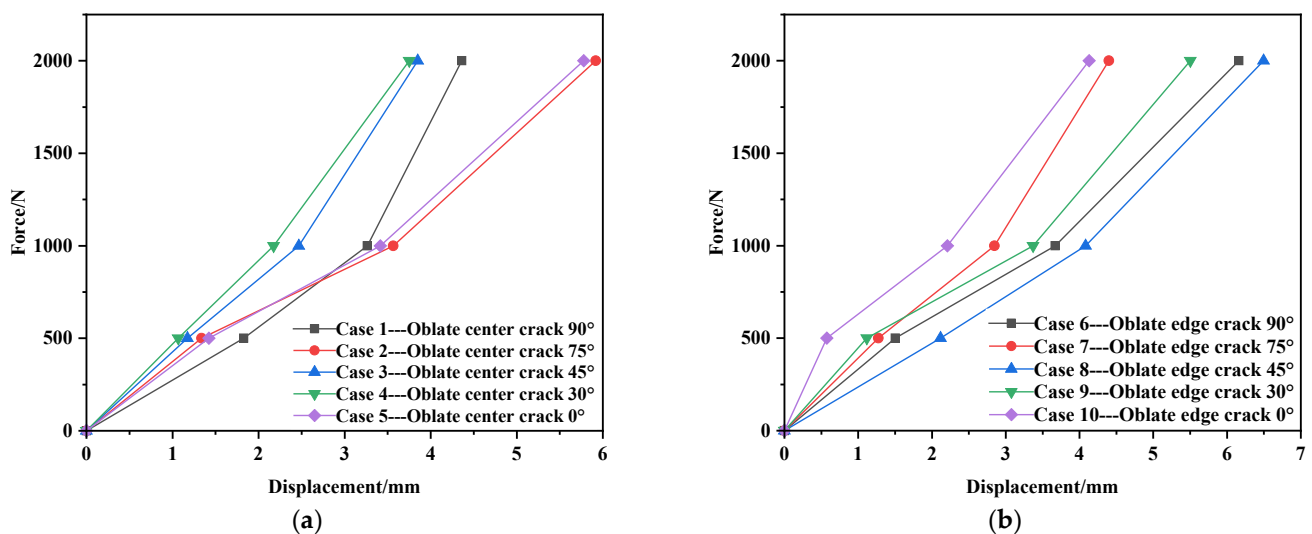 2000
1500
1000
500
0
Force/N
Case 1---Oblate center crack 90°
Case 2---Oblate center crack 75°
Case 3---Oblate center crack 45°
Case 4---Oblate center crack 30°
Case 5---Oblate center crack 0°
0 1 2 3 4 5 6
Displacement/mm
(a)
2000
1500
1000
500
0
Force/N
Case 6---Oblate edge crack 90°
Case 7---Oblate edge crack 75°
Case 8---Oblate edge crack 45°
Case 9---Oblate edge crack 30°
Case 10---Oblate edge crack 0°
0 1 2 3 4 5 6 7
Displacement/mm
(b)